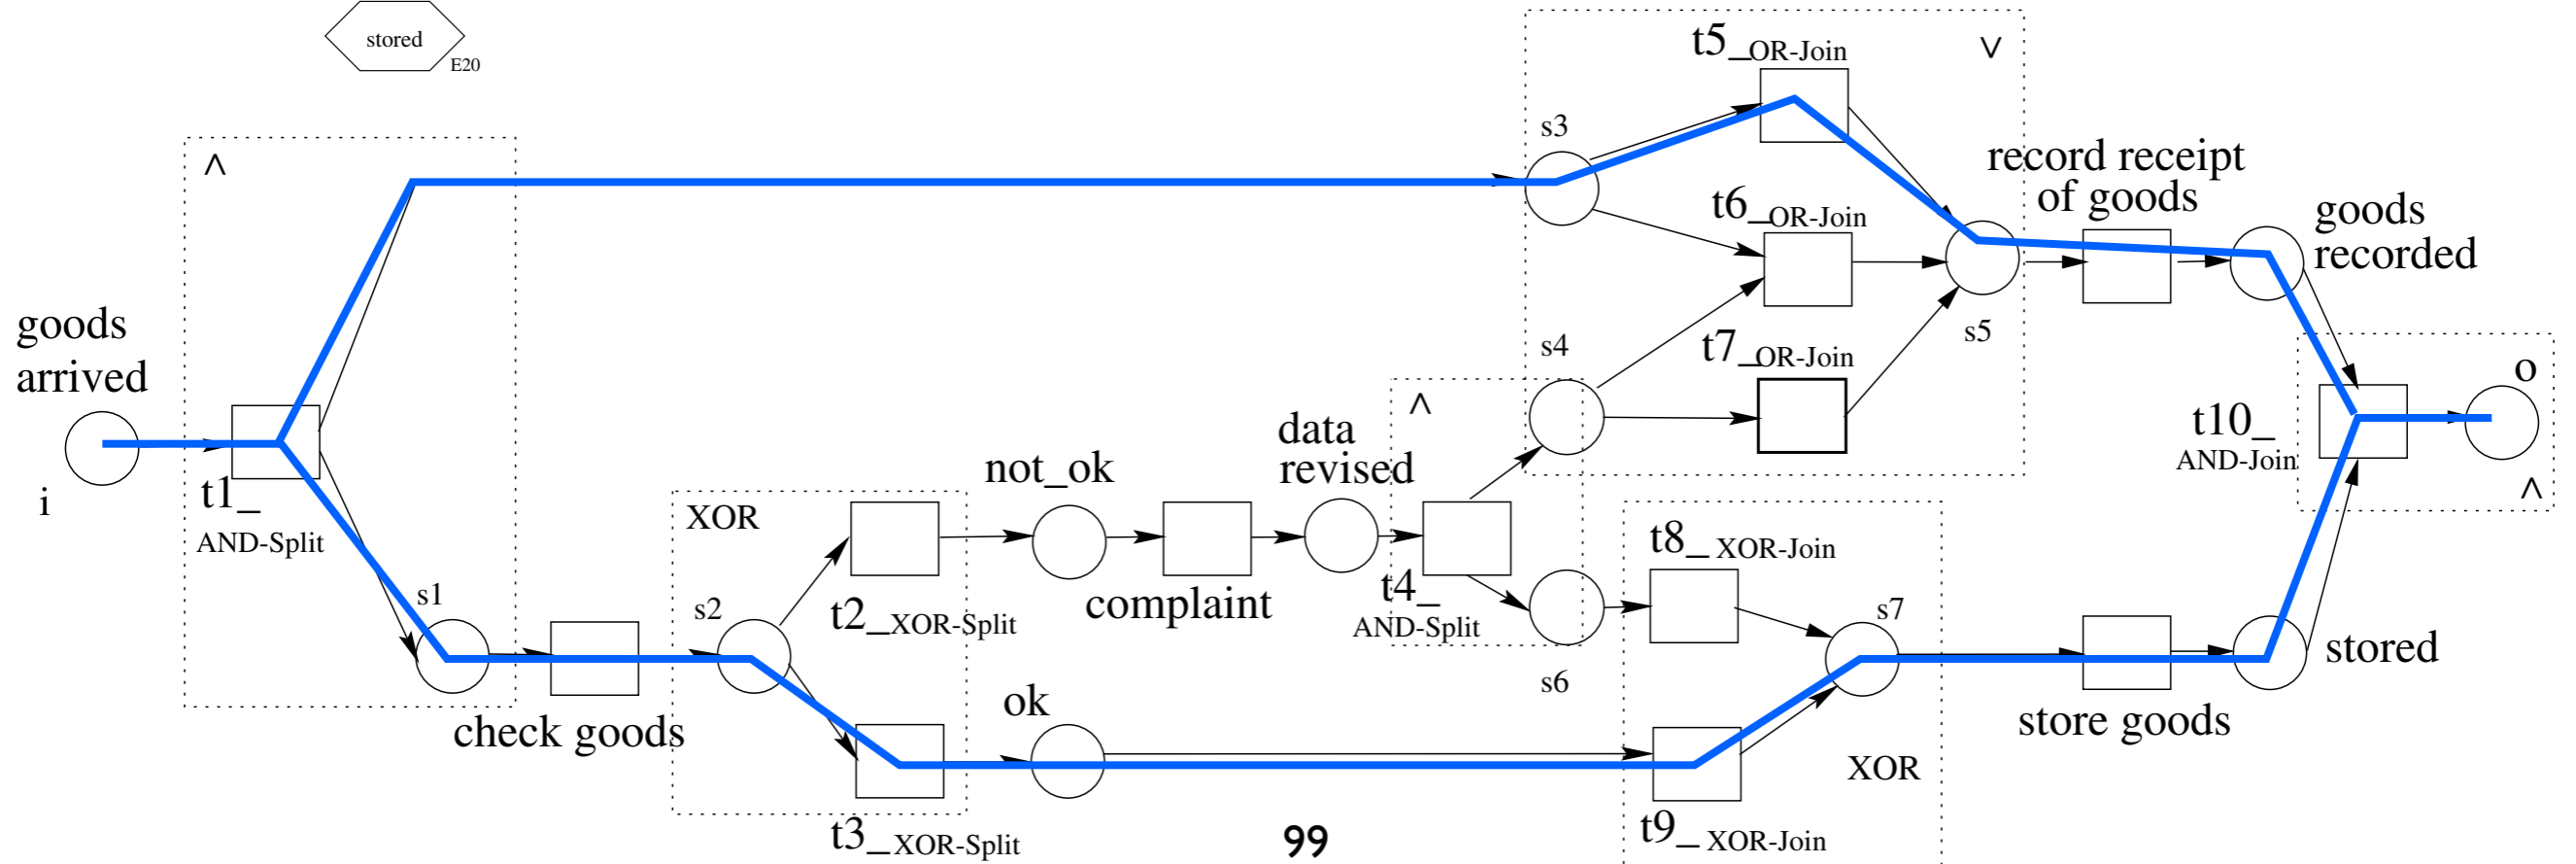 stored
E20
t5_OR-Join
V
s3
^
record receipt
of goods
t6_OR-Join
goods
recorded
goods
arrived
s4
s5
t7_OR-Join
o
^
data
revised
t10_
AND-Join
not_ok
i
t1_
AND-Split
XOR
^
t8_ XOR-Join
complaint
t4_
AND-Split
s1
s2
t2_XOR-Split
s7
stored
s6
ok
check goods
store goods
XOR
t3_XOR-Split
99
t9_ XOR-Join